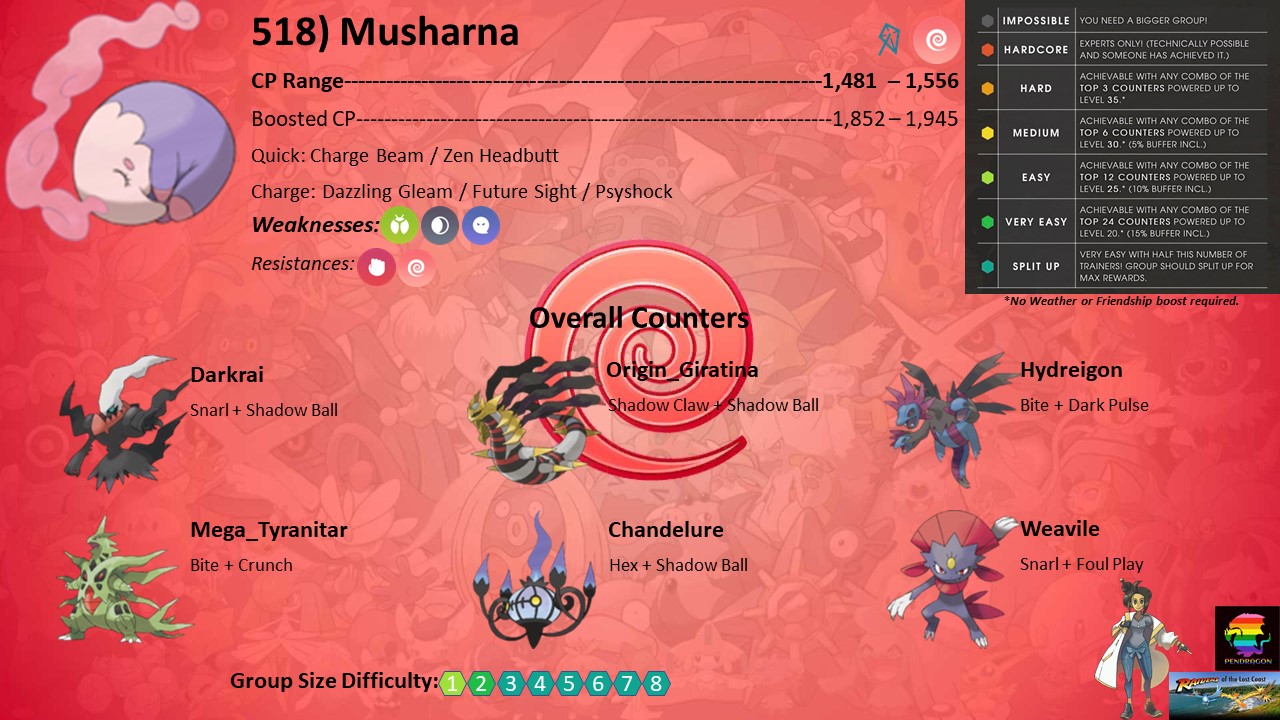 518) Musharna
CP Range--------------------------------------------------------------------1,481 – 1,556
Boosted CP--------------------------------------------------------------------1,852 – 1,945
Quick: Charge Beam / Zen Headbutt
Charge: Dazzling Gleam / Future Sight / Psyshock
Weaknesses:
Resistances:
IMPOSSIBLE YOU NEED A BIGGER GROUP!
HARDCORE EXPERTS ONLY! (TECHNICALLY POSSIBLE
AND SOMEONE HAS ACHIEVED IT.)
HARD ACHIEVABLE WITH ANY COMBO OF THE
TOP 3 COUNTERS POWERED UP TO
LEVEL 35.*
MEDIUM ACHIEVABLE WITH ANY COMBO OF THE
TOP 6 COUNTERS POWERED UP TO
LEVEL 30.* (5% BUFFER INCL.)
EASY ACHIEVABLE WITH ANY COMBO OF THE
TOP 12 COUNTERS POWERED UP TO
LEVEL 25.* (10% BUFFER INCL.)
VERY EASY ACHIEVABLE WITH ANY COMBO OF THE
TOP 24 COUNTERS POWERED UP TO
LEVEL 20.* (15% BUFFER INCL.)
SPLIT UP VERY EASY WITH HALF THIS NUMBER OF
TRAINERS! GROUP SHOULD SPLIT UP FOR
MAX REWARDS.
*No Weather or Friendship boost required.
Overall Counters
Darkrai
Snarl + Shadow Ball
Origin_Giratina
Shadow Claw + Shadow Ball
Hydreigon
Bite + Dark Pulse
Mega_Tyranitar
Bite + Crunch
Chandelure
Hex + Shadow Ball
Weavile
Snarl + Foul Play
Group Size Difficulty: 1 2 3 4 5 6 7 8
PENDRAGON
RAIDERS of the Lost Coast